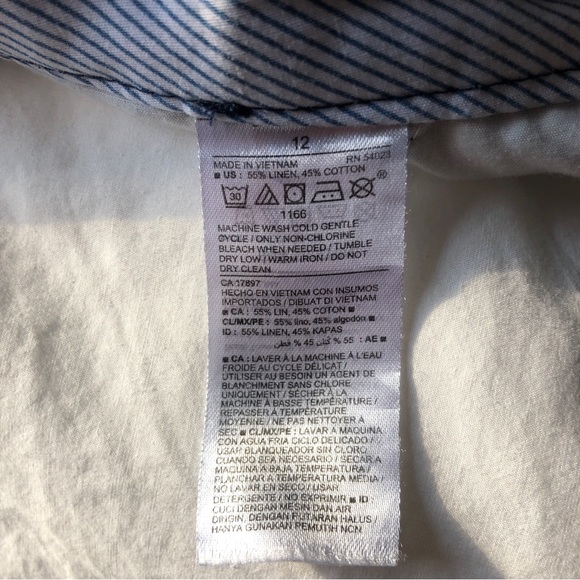 12
MADE IN VIETNAM RN 54023
■ US : 55% LINEN, 45% COTTON
30 ®
1166
MACHINE WASH COLD GENTLE
CYCLE / ONLY NON-CHLORINE
BLEACH WHEN NEEDED / TUMBLE
DRY LOW / WARM IRON / DO NOT
DRY CLEAN
CA 17897
HECHO EN VIETNAM CON INSUMOS
IMPORTADOS / DIBUAT DI VIETNAM
■ CA : 55% LIN, 45% COTON ■
CL/MX/PE : 55% lino, 45% algodón ■
ID : 55% LINEN, 45% KAPAS
■ AE : 55 % كتان 45 % قطن
■ CA : LAVER À LA MACHINE À L'EAU
FROIDE AU CYCLE DÉLICAT /
UTILISER AU BESOIN UN AGENT DE
BLANCHIMENT SANS CHLORE
UNIQUEMENT / SÉCHER À LA
MACHINE À BASSE TEMPÉRATURE /
REPASSER À TEMPÉRATURE
MOYENNE / NE PAS NETTOYER À
SEC ■ CL/MX/PE : LAVAR A MAQUINA
CON AGUA FRIA CICLO DELICADO /
USAR BLANQUEADOR SIN CLORO
CUANDO SEA NECESARIO / SECAR A
MAQUINA A BAJA TEMPERATURA /
PLANCHAR A TEMPERATURA MEDIA /
NO LAVAR EN SECO / USAR
DETERGENTE / NO EXPRIMIR ■ ID
CUCI DENGAN MESIN DAN AIR
DINGIN, DENGAN PUTARAN HALUS /
HANYA GUNAKAN PEMUTIH NON